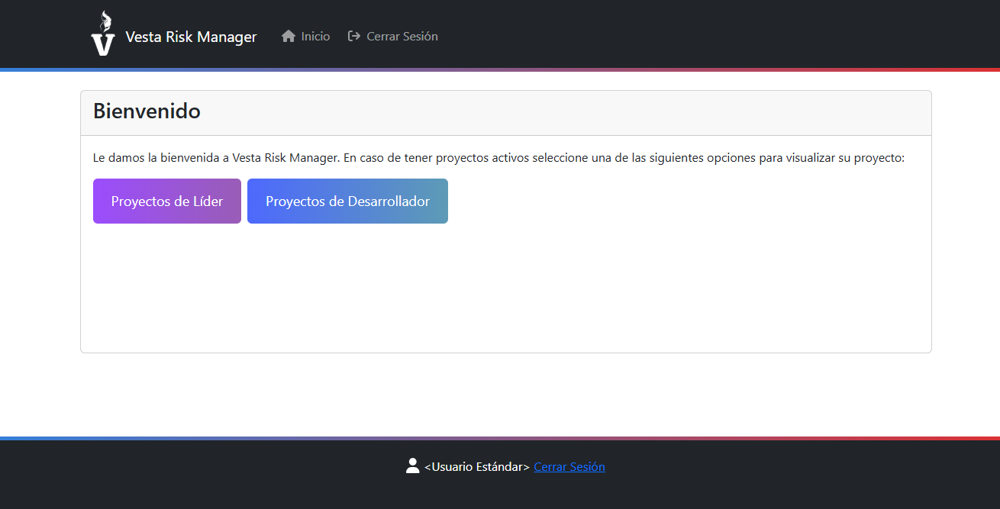 V Vesta Risk Manager Inicio Cerrar Sesión
Bienvenido
Le damos la bienvenida a Vesta Risk Manager. En caso de tener proyectos activos seleccione una de las siguientes opciones para visualizar su proyecto:
Proyectos de Líder Proyectos de Desarrollador
<Usuario Estándar> Cerrar Sesión